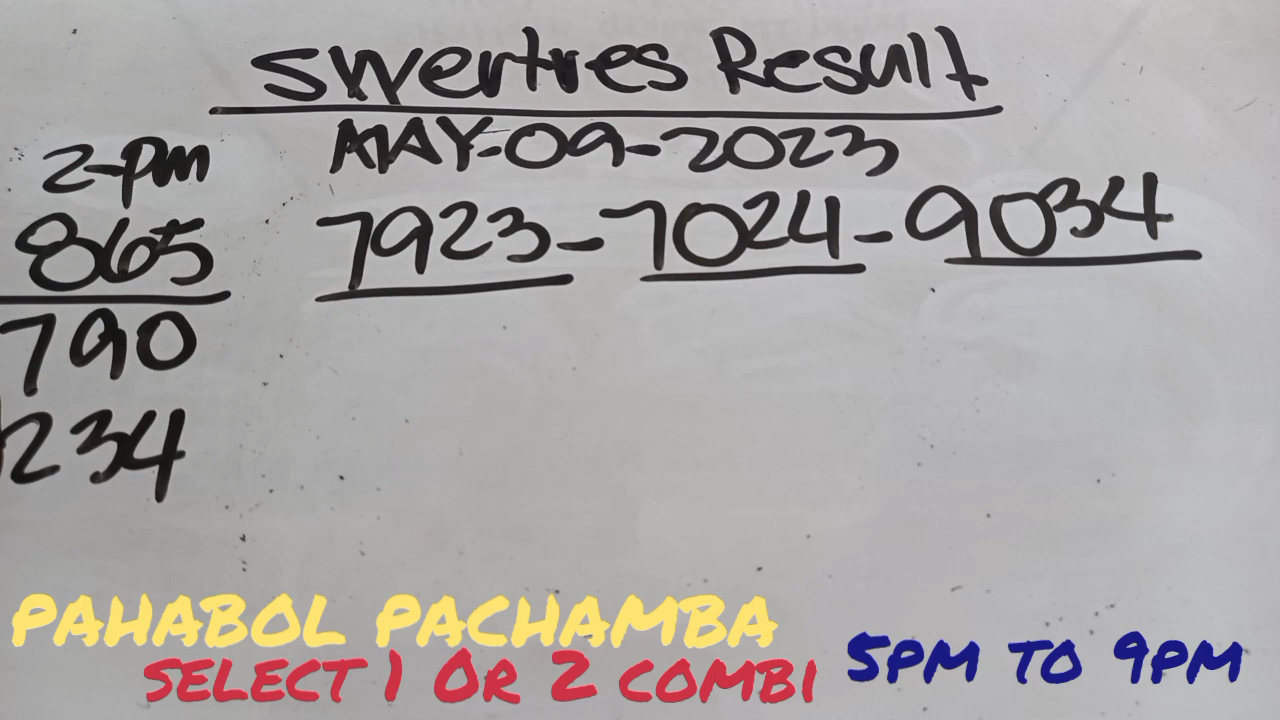 Swertres Result
MAY-09-2023
2-pm
865
790
234
7923-7024-9034
PAHABOL PACHAMBA
SELECT 1 OR 2 COMBI
5PM TO 9PM